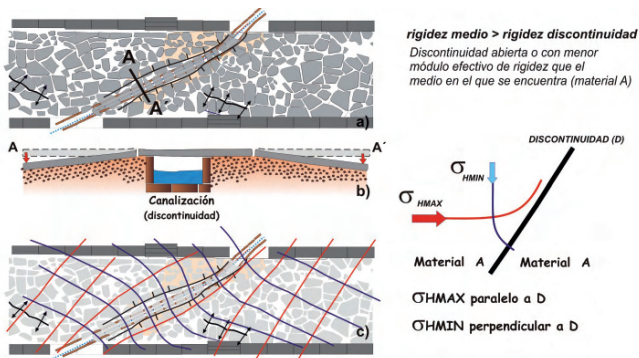 A
A
a)
A
A´
b)
Canalización
(discontinuidad)
c)
rigidez medio > rigidez discontinuidad
Discontinuidad abierta o con menor
módulo efectivo de rigidez que el
medio en el que se encuentra (material A)
DISCONTINUIDAD (D)
σHMIN
σHMAX
Material A
Material A
σHMAX paralelo a D
σHMIN perpendicular a D